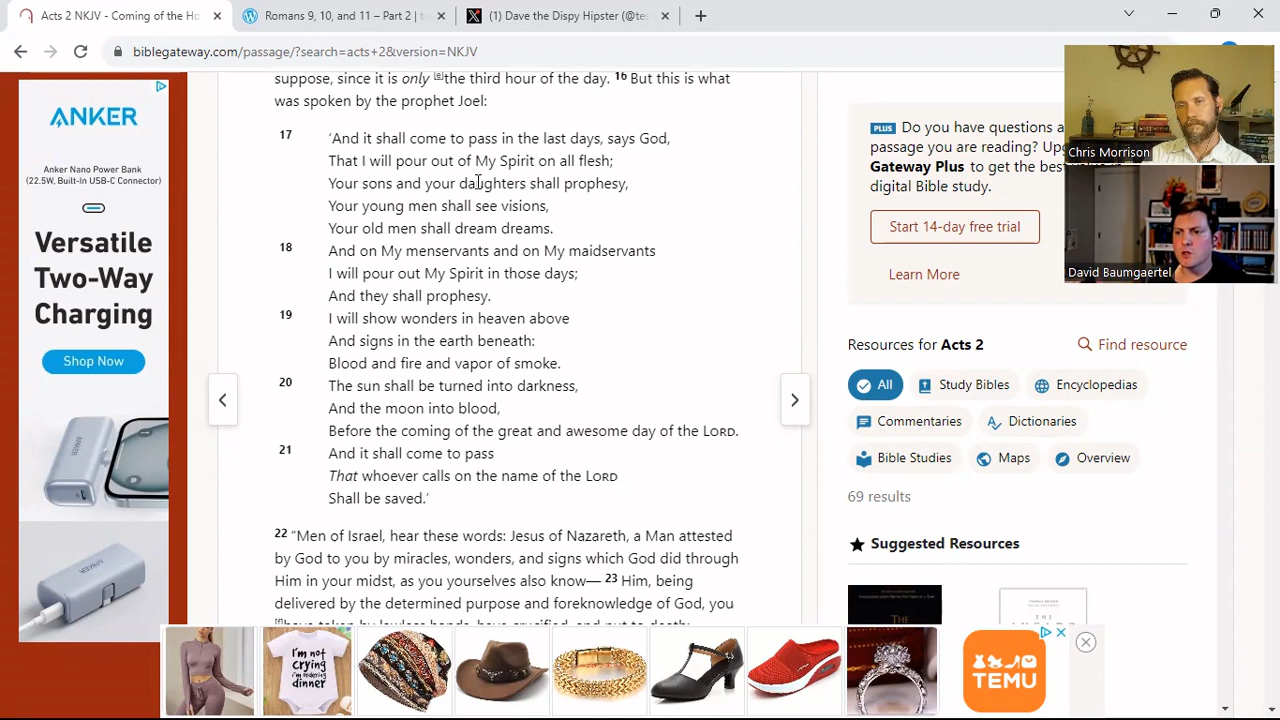 Acts 2 NKJV - Coming of the Ho
Romans 9, 10, and 11 – Part 2 |
(1) Dave the Dispy Hipster (@tes
biblegateway.com/passage/?search=acts+2&version=NKJV
ANKER
Anker Nano Power Bank
(22.5W, Built-In USB-C Connector)
Versatile
Two-Way
Charging
Shop Now
suppose, since it is only the third hour of the day. 16 But this is what
was spoken by the prophet Joel:
17 ‘And it shall come to pass in the last days, says God,
That I will pour out of My Spirit on all flesh;
Your sons and your daughters shall prophesy,
Your young men shall see visions,
Your old men shall dream dreams.
18 And on My menservants and on My maidservants
I will pour out My Spirit in those days;
And they shall prophesy.
19 I will show wonders in heaven above
And signs in the earth beneath:
Blood and fire and vapor of smoke.
20 The sun shall be turned into darkness,
And the moon into blood,
Before the coming of the great and awesome day of the LORD.
21 And it shall come to pass
That whoever calls on the name of the LORD
Shall be saved.’
22 “Men of Israel, hear these words: Jesus of Nazareth, a Man attested
by God to you by miracles, wonders, and signs which God did through
Him in your midst, as you yourselves also know— 23 Him, being
delivered by the determined purpose and foreknowledge of God, you
PLUS Do you have questions a
passage you are reading? Up
Gateway Plus to get the bes
digital Bible study.
Start 14-day free trial
Learn More
Chris Morrison
David Baumgaertel
Resources for Acts 2
Find resource
All
Study Bibles
Encyclopedias
Commentaries
Dictionaries
Bible Studies
Maps
Overview
69 results
Suggested Resources
THE
I'm not
crying
I'm ordering
dinner
TEMU